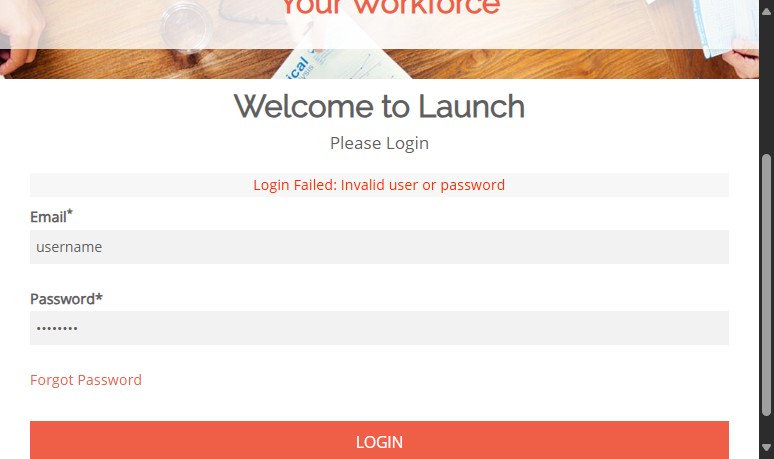 Your Workforce
ical
Welcome to Launch
Please Login
Login Failed: Invalid user or password
Email*
username
Password*
••••••••
Forgot Password
LOGIN